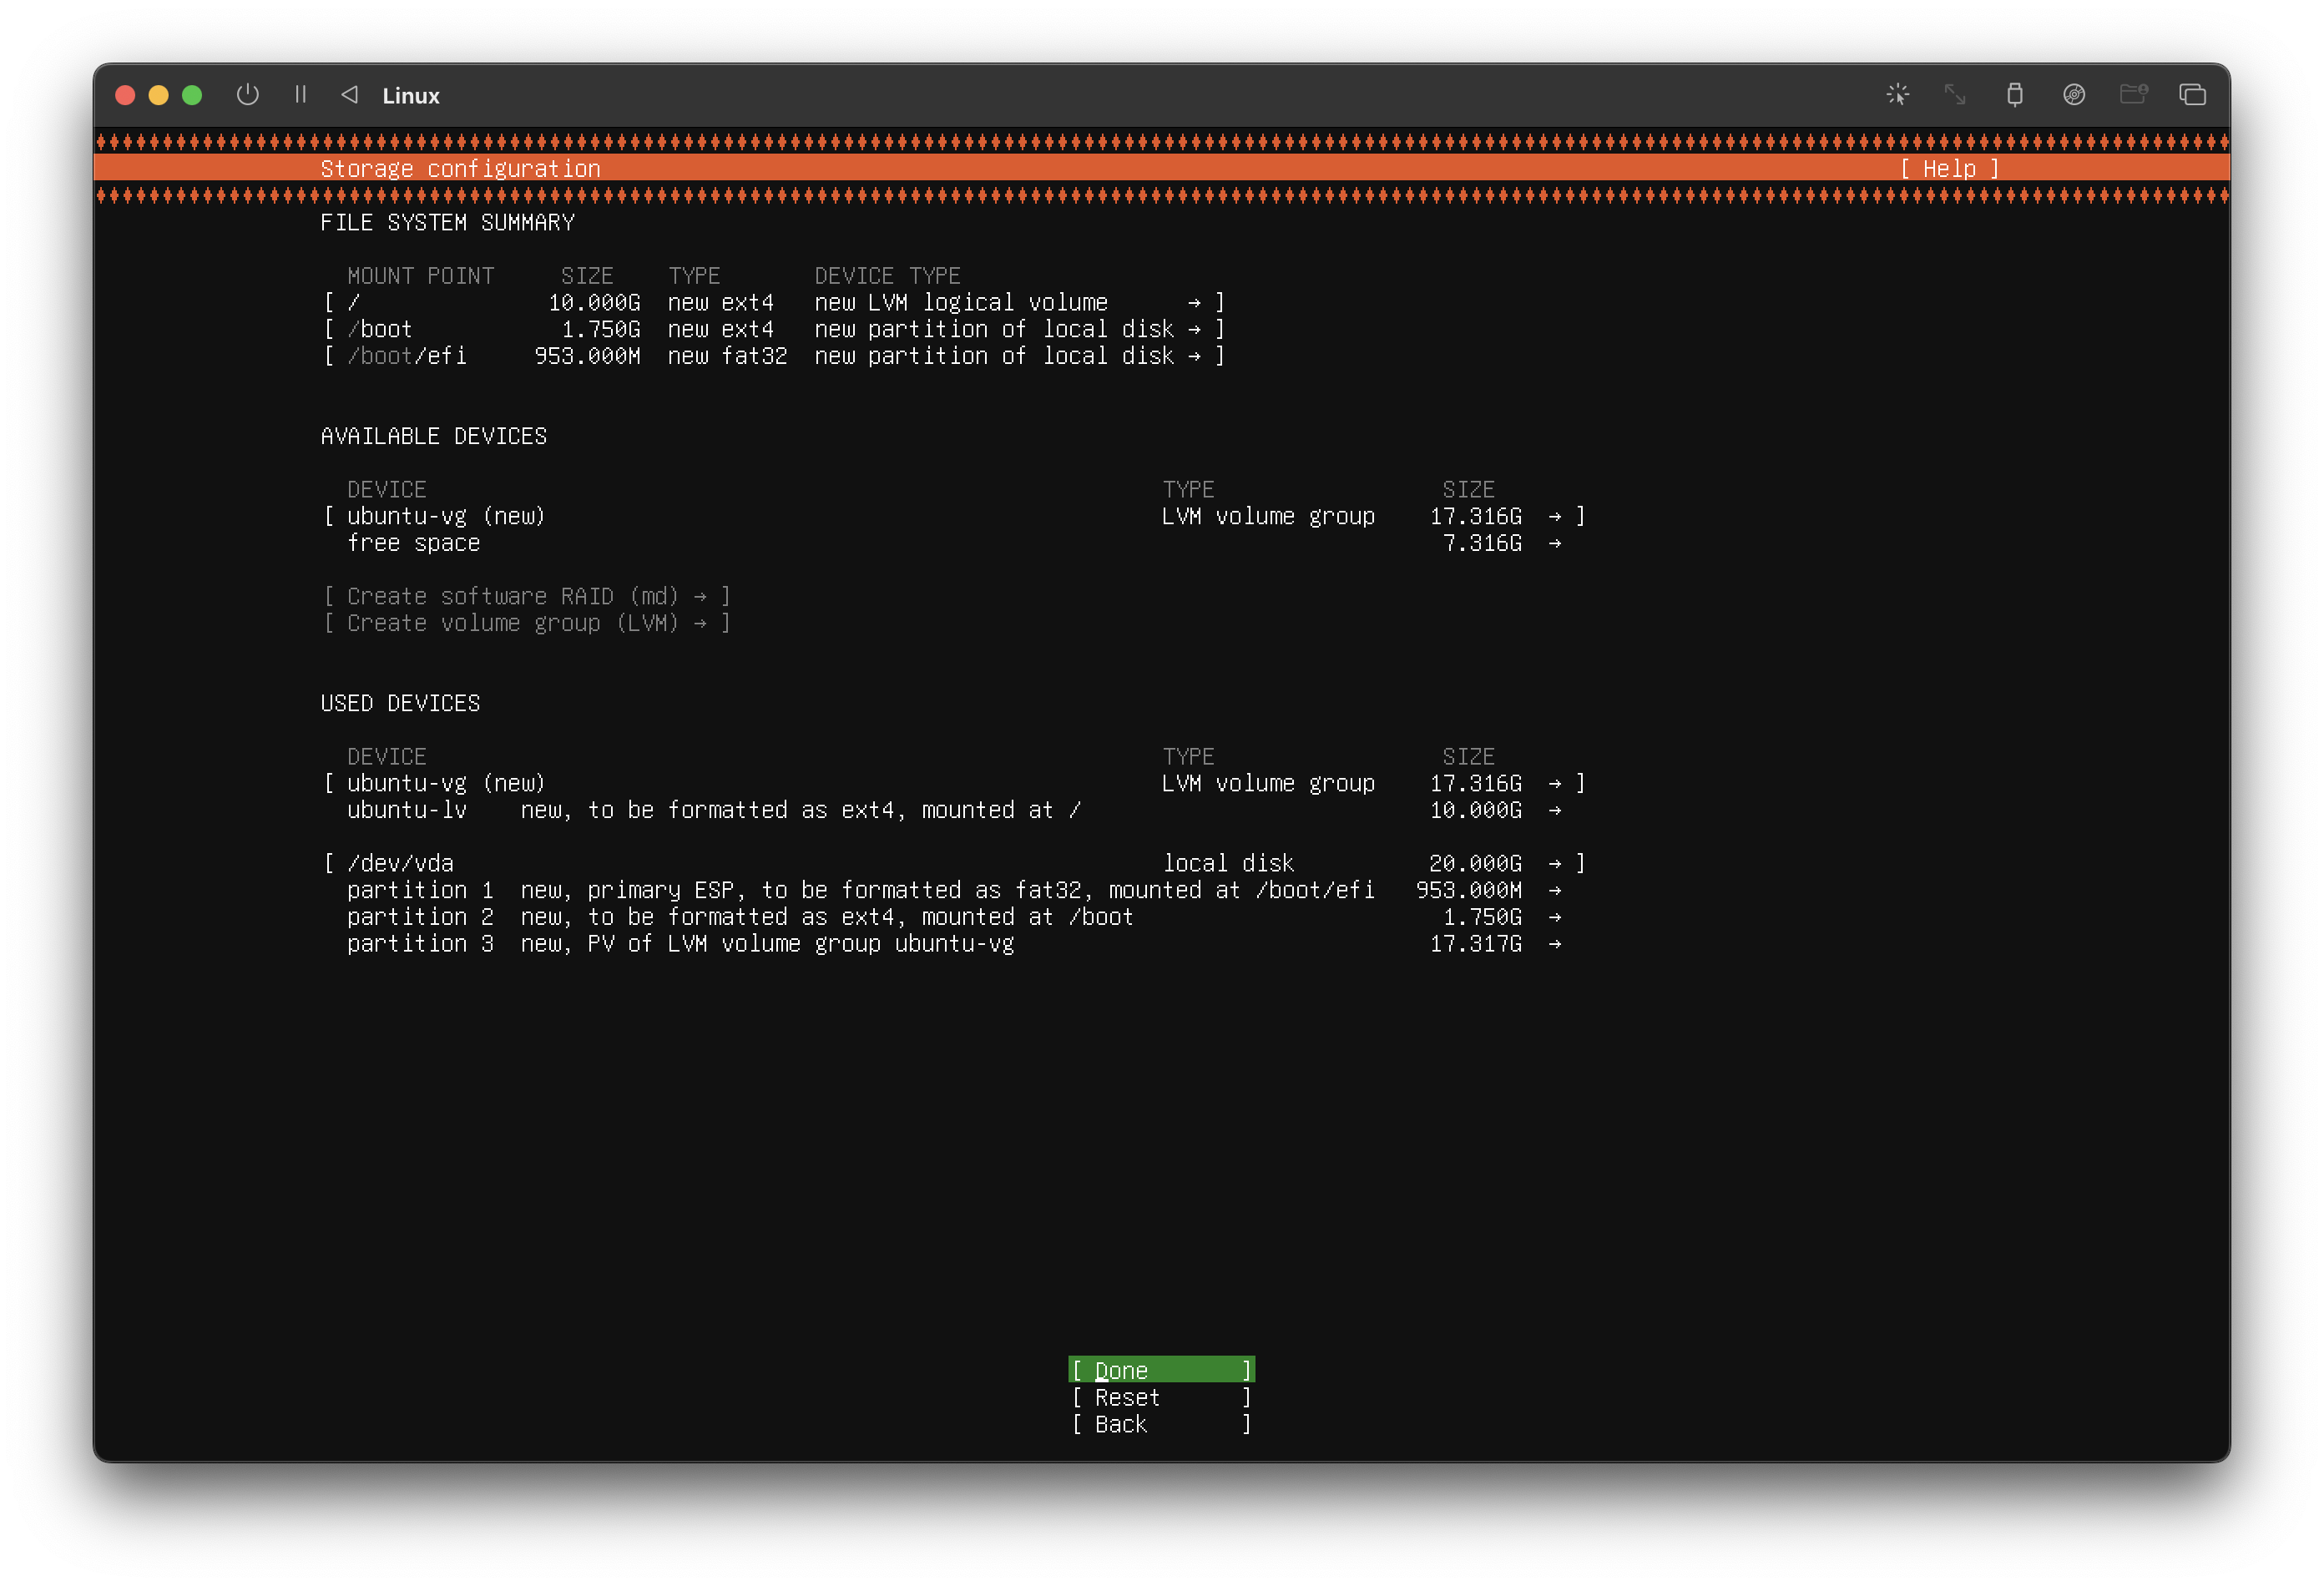 Linux
Storage configuration [ Help ]
FILE SYSTEM SUMMARY
MOUNT POINT SIZE TYPE DEVICE TYPE
[ / 10.000G new ext4 new LVM logical volume → ]
[ /boot 1.750G new ext4 new partition of local disk → ]
[ /boot/efi 953.000M new fat32 new partition of local disk → ]
AVAILABLE DEVICES
DEVICE TYPE SIZE
[ ubuntu-vg (new) LVM volume group 17.316G → ]
free space 7.316G →
[ Create software RAID (md) → ]
[ Create volume group (LVM) → ]
USED DEVICES
DEVICE TYPE SIZE
[ ubuntu-vg (new) LVM volume group 17.316G → ]
ubuntu-lv new, to be formatted as ext4, mounted at / 10.000G →
[ /dev/vda local disk 20.000G → ]
partition 1 new, primary ESP, to be formatted as fat32, mounted at /boot/efi 953.000M →
partition 2 new, to be formatted as ext4, mounted at /boot 1.750G →
partition 3 new, PV of LVM volume group ubuntu-vg 17.317G →
[ Done ]
[ Reset ]
[ Back ]